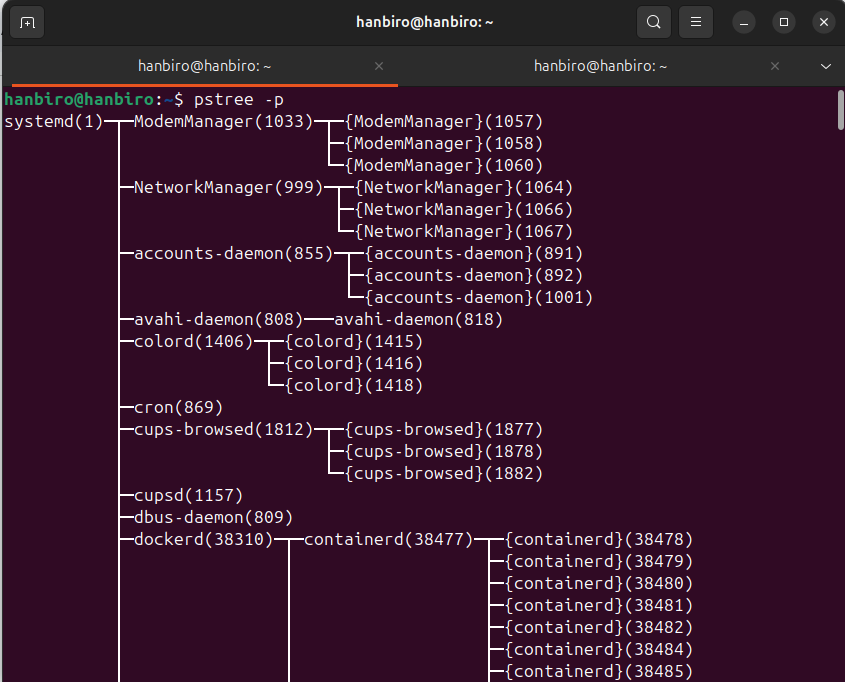 hanbiro@hanbiro: ~
hanbiro@hanbiro: ~ hanbiro@hanbiro: ~
hanbiro@hanbiro:~$ pstree -p
systemd(1)─┬─ModemManager(1033)─┬─{ModemManager}(1057)
           │                    ├─{ModemManager}(1058)
           │                    └─{ModemManager}(1060)
           ├─NetworkManager(999)─┬─{NetworkManager}(1064)
           │                     ├─{NetworkManager}(1066)
           │                     └─{NetworkManager}(1067)
           ├─accounts-daemon(855)─┬─{accounts-daemon}(891)
           │                      ├─{accounts-daemon}(892)
           │                      └─{accounts-daemon}(1001)
           ├─avahi-daemon(808)───avahi-daemon(818)
           ├─colord(1406)─┬─{colord}(1415)
           │              ├─{colord}(1416)
           │              └─{colord}(1418)
           ├─cron(869)
           ├─cups-browsed(1812)─┬─{cups-browsed}(1877)
           │                    ├─{cups-browsed}(1878)
           │                    └─{cups-browsed}(1882)
           ├─cupsd(1157)
           ├─dbus-daemon(809)
           ├─dockerd(38310)─┬─containerd(38477)─┬─{containerd}(38478)
           │                │                   ├─{containerd}(38479)
           │                │                   ├─{containerd}(38480)
           │                │                   ├─{containerd}(38481)
           │                │                   ├─{containerd}(38482)
           │                │                   ├─{containerd}(38484)
           │                │                   ├─{containerd}(38485)